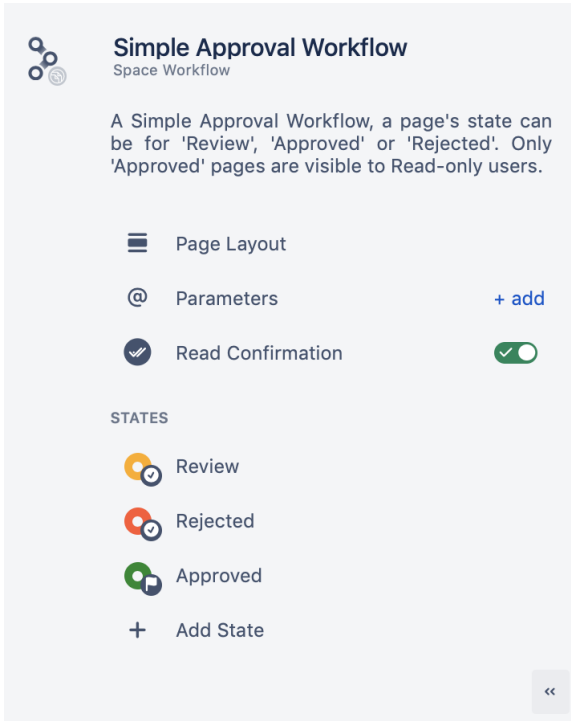 Simple Approval Workflow
Space Workflow
A Simple Approval Workflow, a page's state can
be for 'Review', 'Approved' or 'Rejected'. Only
'Approved' pages are visible to Read-only users.
Page Layout
@ Parameters + add
Read Confirmation
STATES
Review
Rejected
Approved
+ Add State
«